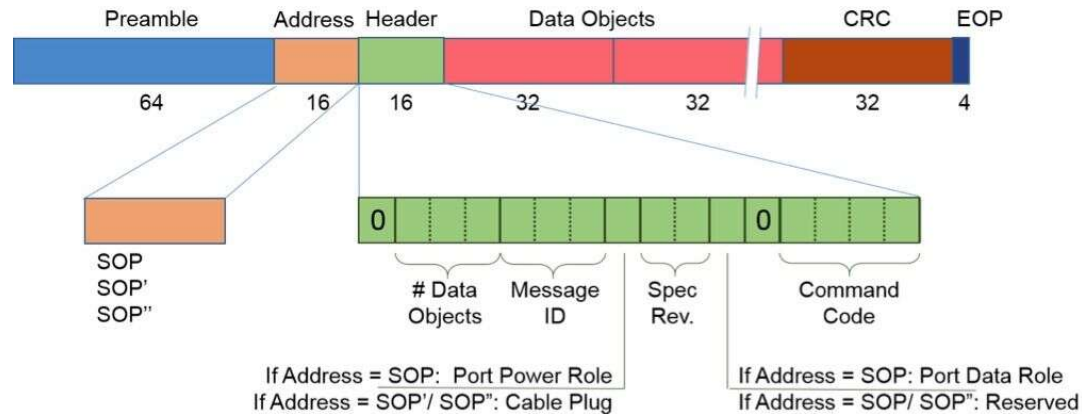 Preamble Address Header Data Objects CRC EOP
64 16 16 32 32 32 4
0 0
SOP
SOP'
SOP''
# Data Objects
Message ID
Spec Rev.
Command Code
If Address = SOP: Port Power Role
If Address = SOP'/ SOP": Cable Plug
If Address = SOP: Port Data Role
If Address = SOP/ SOP": Reserved